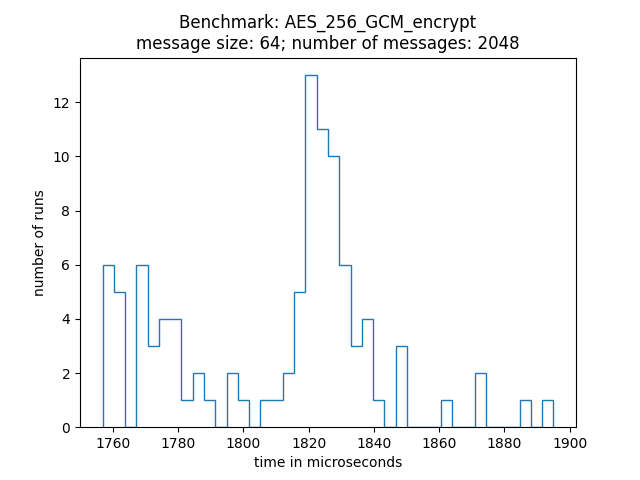 Benchmark: AES_256_GCM_encrypt
message size: 64; number of messages: 2048
number of runs
12
10
8
6
4
2
0
1760 1780 1800 1820 1840 1860 1880 1900
time in microseconds